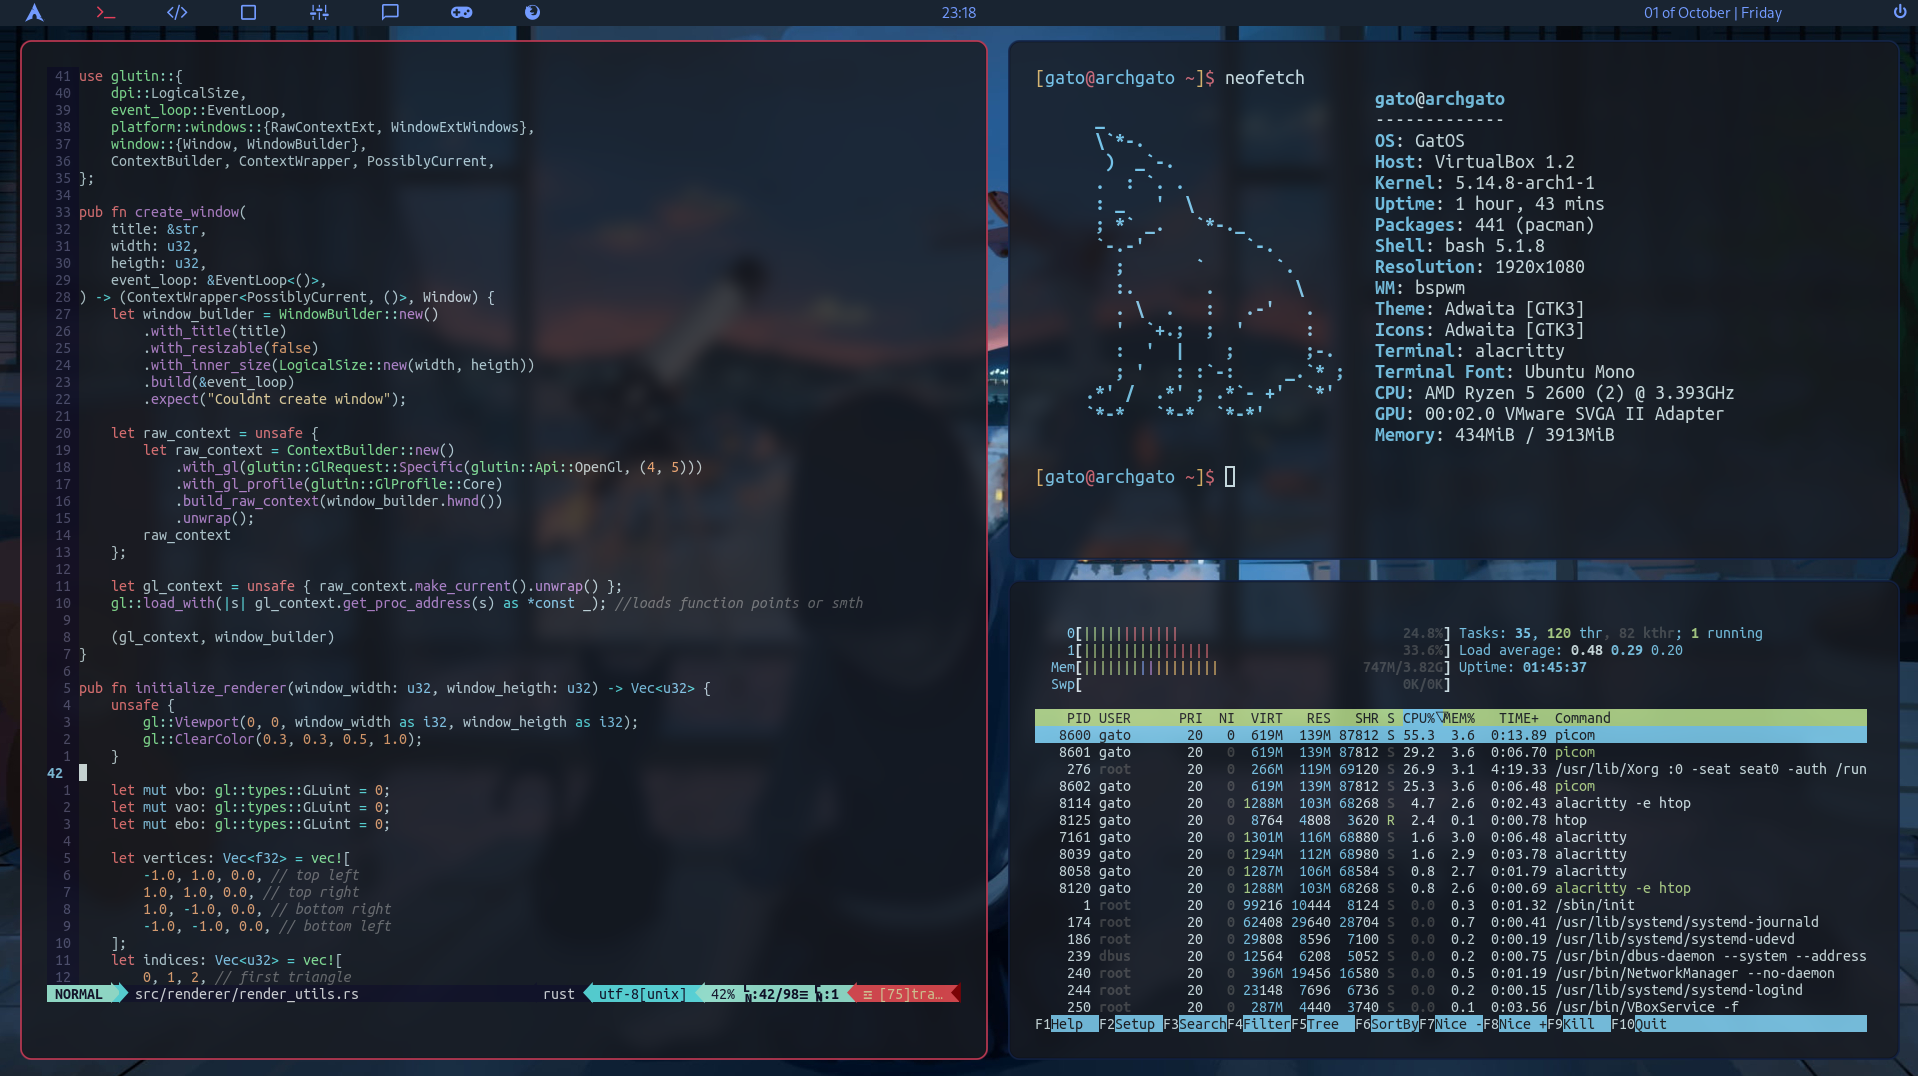 23:18
01 of October | Friday
41 use glutin::{
40     dpi::LogicalSize,
39     event_loop::EventLoop,
38     platform::windows::{RawContextExt, WindowExtWindows},
37     window::{Window, WindowBuilder},
36     ContextBuilder, ContextWrapper, PossiblyCurrent,
35 };
34
33 pub fn create_window(
32     title: &str,
31     width: u32,
30     heigth: u32,
29     event_loop: &EventLoop<()>,
28 ) -> (ContextWrapper<PossiblyCurrent, ()>, Window) {
27     let window_builder = WindowBuilder::new()
26         .with_title(title)
25         .with_resizable(false)
24         .with_inner_size(LogicalSize::new(width, heigth))
23         .build(&event_loop)
22         .expect("Couldnt create window");
21
20     let raw_context = unsafe {
19         let raw_context = ContextBuilder::new()
18             .with_gl(glutin::GlRequest::Specific(glutin::Api::OpenGl, (4, 5)))
17             .with_gl_profile(glutin::GlProfile::Core)
16             .build_raw_context(window_builder.hwnd())
15             .unwrap();
14         raw_context
13     };
12
11     let gl_context = unsafe { raw_context.make_current().unwrap() };
10     gl::load_with(|s| gl_context.get_proc_address(s) as *const _); //loads function points or smth
9
8     (gl_context, window_builder)
7 }
6
5 pub fn initialize_renderer(window_width: u32, window_heigth: u32) -> Vec<u32> {
4     unsafe {
3         gl::Viewport(0, 0, window_width as i32, window_heigth as i32);
2         gl::ClearColor(0.3, 0.3, 0.5, 1.0);
1     }
42
1     let mut vbo: gl::types::GLuint = 0;
2     let mut vao: gl::types::GLuint = 0;
3     let mut ebo: gl::types::GLuint = 0;
4
5     let vertices: Vec<f32> = vec![
6         -1.0, 1.0, 0.0, // top left
7         1.0, 1.0, 0.0, // top right
8         1.0, -1.0, 0.0, // bottom right
9         -1.0, -1.0, 0.0, // bottom left
10     ];
11     let indices: Vec<u32> = vec![
12         0, 1, 2, // first triangle
NORMAL src/renderer/render_utils.rs rust utf-8[unix] 42% :42/98≡ :1 [75]tra…
[gato@archgato ~]$ neofetch
gato@archgato
-------------
OS: GatOS
Host: VirtualBox 1.2
Kernel: 5.14.8-arch1-1
Uptime: 1 hour, 43 mins
Packages: 441 (pacman)
Shell: bash 5.1.8
Resolution: 1920x1080
WM: bspwm
Theme: Adwaita [GTK3]
Icons: Adwaita [GTK3]
Terminal: alacritty
Terminal Font: Ubuntu Mono
CPU: AMD Ryzen 5 2600 (2) @ 3.393GHz
GPU: 00:02.0 VMware SVGA II Adapter
Memory: 434MiB / 3913MiB
[gato@archgato ~]$
0[||||||||||||| 24.8%] Tasks: 35, 120 thr, 82 kthr; 1 running
1[|||||||||||||||| 33.6%] Load average: 0.48 0.29 0.20
Mem[||||||||||||||||| 747M/3.82G] Uptime: 01:45:37
Swp[ 0K/0K]
PID USER PRI NI VIRT RES SHR S CPU%▽MEM% TIME+ Command
8600 gato 20 0 619M 139M 87812 S 55.3 3.6 0:13.89 picom
8601 gato 20 0 619M 139M 87812 S 29.2 3.6 0:06.70 picom
276 root 20 0 266M 119M 69120 S 26.9 3.1 4:19.33 /usr/lib/Xorg :0 -seat seat0 -auth /run
8602 gato 20 0 619M 139M 87812 S 25.3 3.6 0:06.48 picom
8114 gato 20 0 1288M 103M 68268 S 4.7 2.6 0:02.43 alacritty -e htop
8125 gato 20 0 8764 4808 3620 R 2.4 0.1 0:00.78 htop
7161 gato 20 0 1301M 116M 68880 S 1.6 3.0 0:06.48 alacritty
8039 gato 20 0 1294M 112M 68980 S 1.6 2.9 0:03.78 alacritty
8058 gato 20 0 1287M 106M 68584 S 0.8 2.7 0:01.79 alacritty
8120 gato 20 0 1288M 103M 68268 S 0.8 2.6 0:00.69 alacritty -e htop
1 root 20 0 99216 10444 8124 S 0.0 0.3 0:01.32 /sbin/init
174 root 20 0 62408 29640 28704 S 0.0 0.7 0:00.41 /usr/lib/systemd/systemd-journald
186 root 20 0 29808 8596 7100 S 0.0 0.2 0:00.19 /usr/lib/systemd/systemd-udevd
239 dbus 20 0 12564 6208 5052 S 0.0 0.2 0:00.75 /usr/bin/dbus-daemon --system --address
240 root 20 0 396M 19456 16580 S 0.0 0.5 0:01.19 /usr/bin/NetworkManager --no-daemon
244 root 20 0 23148 7696 6736 S 0.0 0.2 0:00.15 /usr/lib/systemd/systemd-logind
250 root 20 0 287M 4440 3740 S 0.0 0.1 0:03.56 /usr/bin/VBoxService -f
F1Help F2Setup F3SearchF4FilterF5Tree F6SortByF7Nice -F8Nice +F9Kill F10Quit